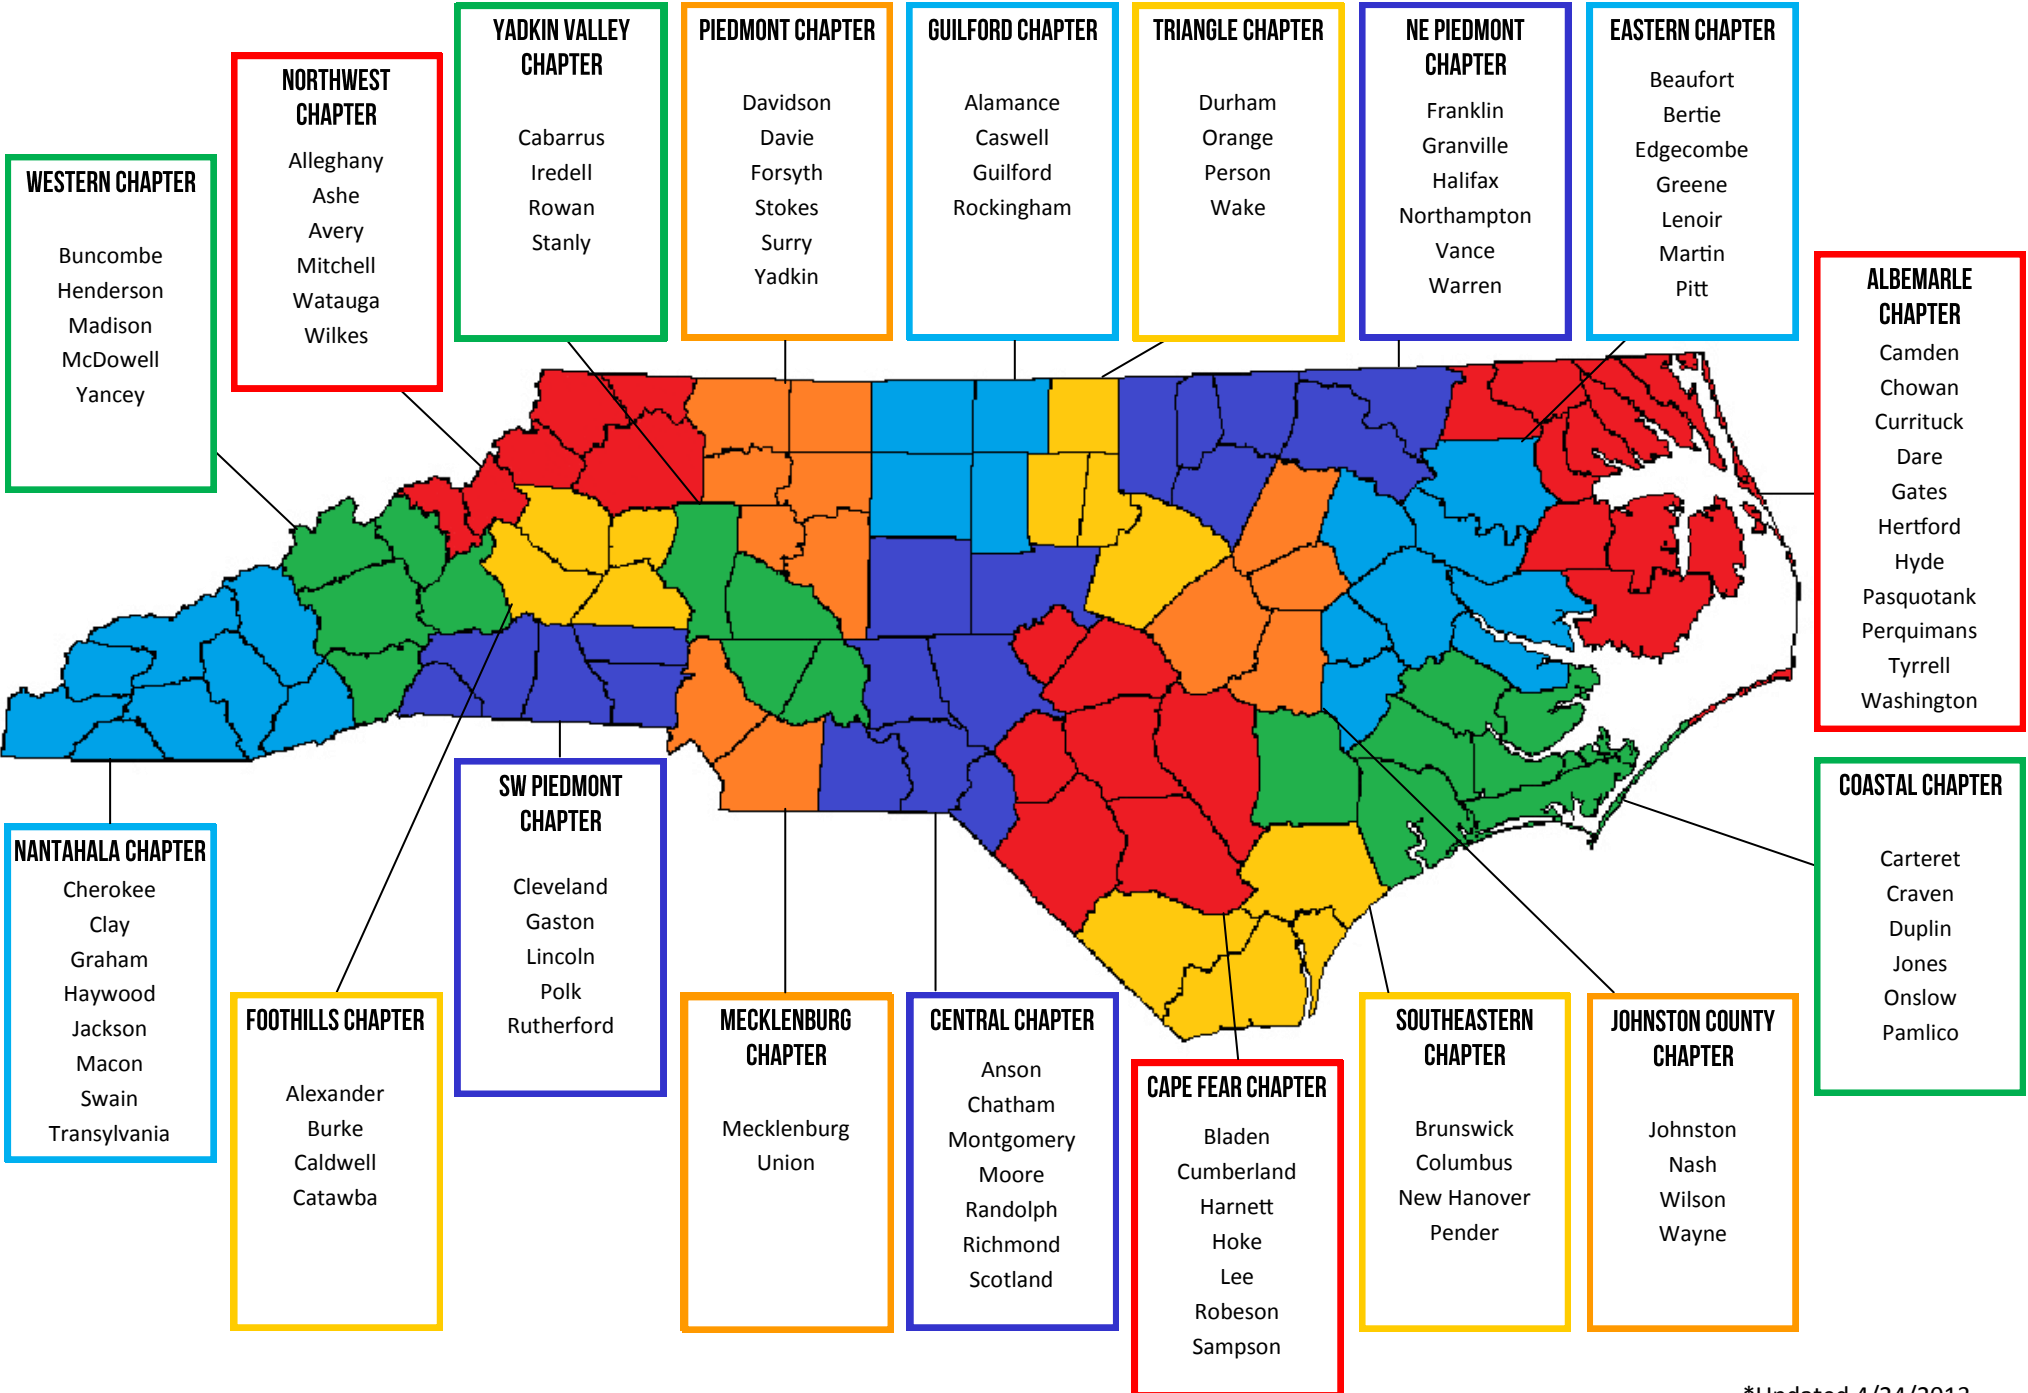 YADKIN VALLEY
CHAPTER
Cabarrus
Iredell
Rowan
Stanly
PIEDMONT CHAPTER
Davidson
Davie
Forsyth
Stokes
Surry
Yadkin
GUILFORD CHAPTER
Alamance
Caswell
Guilford
Rockingham
TRIANGLE CHAPTER
Durham
Orange
Person
Wake
NE PIEDMONT
CHAPTER
Franklin
Granville
Halifax
Northampton
Vance
Warren
EASTERN CHAPTER
Beaufort
Bertie
Edgecombe
Greene
Lenoir
Martin
Pitt
NORTHWEST
CHAPTER
Alleghany
Ashe
Avery
Mitchell
Watauga
Wilkes
WESTERN CHAPTER
Buncombe
Henderson
Madison
McDowell
Yancey
ALBEMARLE
CHAPTER
Camden
Chowan
Currituck
Dare
Gates
Hertford
Hyde
Pasquotank
Perquimans
Tyrrell
Washington
COASTAL CHAPTER
Carteret
Craven
Duplin
Jones
Onslow
Pamlico
NANTAHALA CHAPTER
Cherokee
Clay
Graham
Haywood
Jackson
Macon
Swain
Transylvania
FOOTHILLS CHAPTER
Alexander
Burke
Caldwell
Catawba
SW PIEDMONT
CHAPTER
Cleveland
Gaston
Lincoln
Polk
Rutherford
MECKLENBURG
CHAPTER
Mecklenburg
Union
CENTRAL CHAPTER
Anson
Chatham
Montgomery
Moore
Randolph
Richmond
Scotland
CAPE FEAR CHAPTER
Bladen
Cumberland
Harnett
Hoke
Lee
Robeson
Sampson
SOUTHEASTERN
CHAPTER
Brunswick
Columbus
New Hanover
Pender
JOHNSTON COUNTY
CHAPTER
Johnston
Nash
Wilson
Wayne
*Updated 4/24/2013